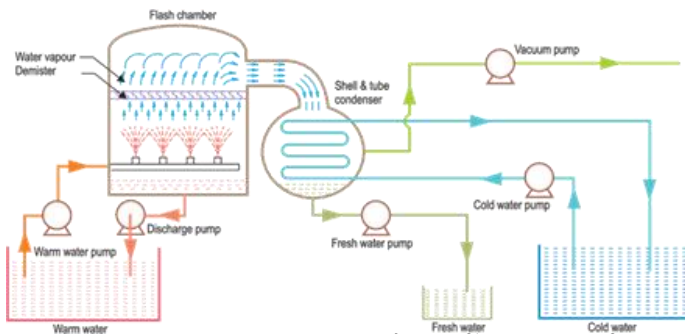 Flash chamber
Water vapour
Demister
Vacuum pump
Shell & tube
condenser
Cold water pump
Discharge pump
Warm water pump
Fresh water pump
Warm water
Fresh water
Cold water